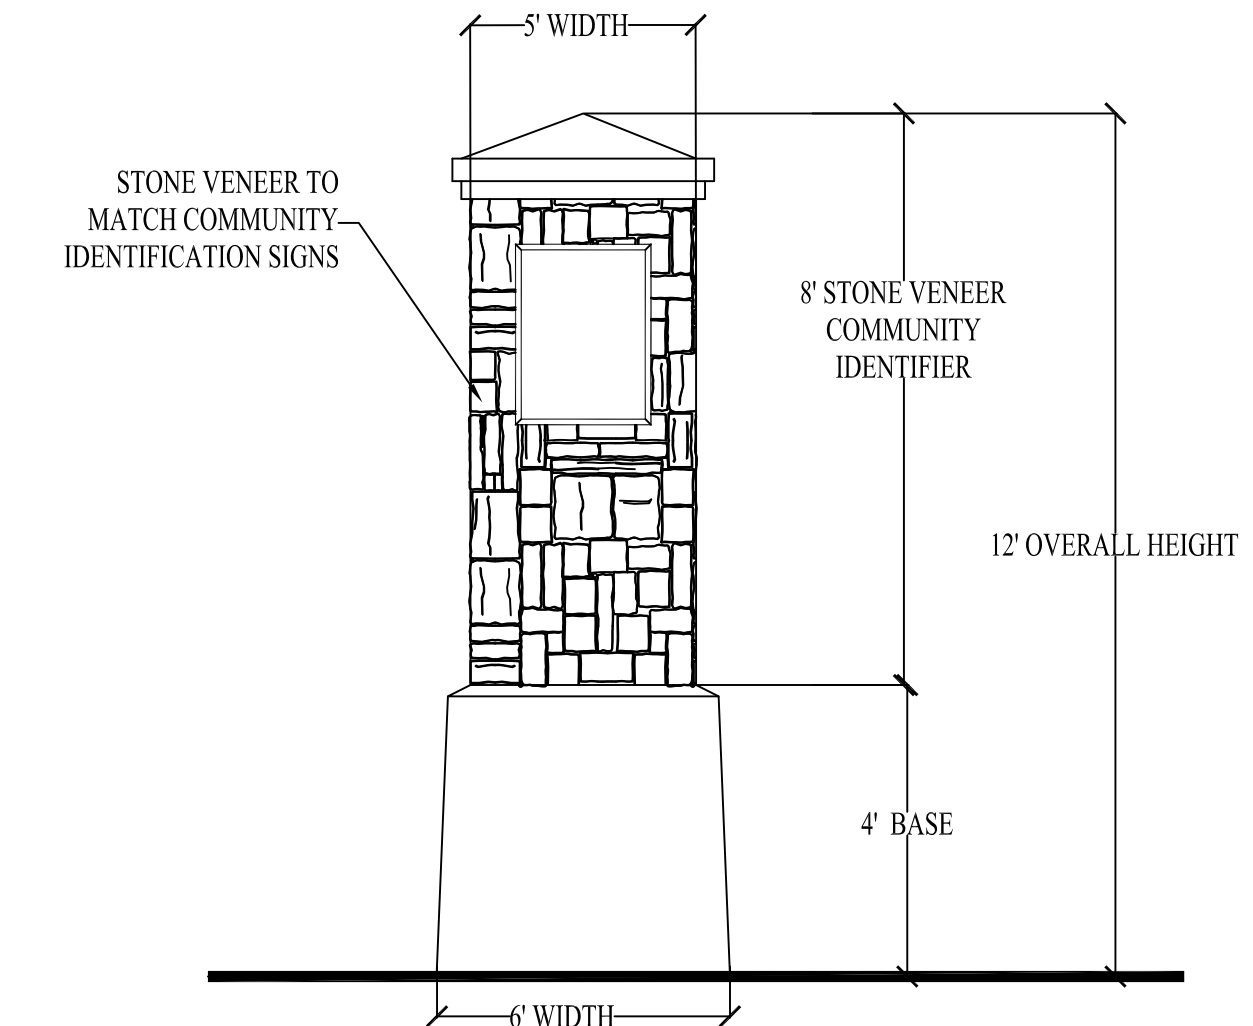 5' WIDTH
STONE VENEER TO
MATCH COMMUNITY
IDENTIFICATION SIGNS
8' STONE VENEER
COMMUNITY
IDENTIFIER
12' OVERALL HEIGHT
4' BASE
6' WIDTH